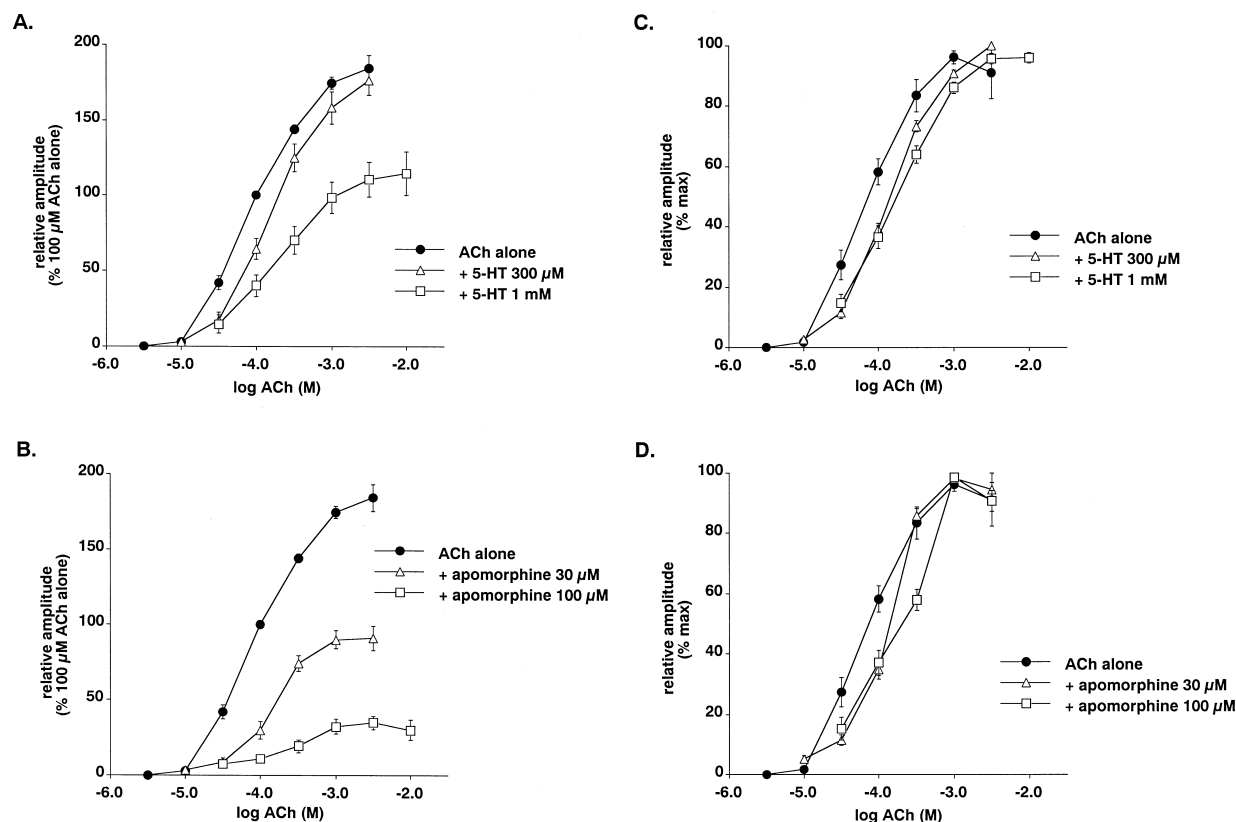 A.
200
150
100
50
0
relative amplitude
(% 100 µM ACh alone)
ACh alone
+ 5-HT 300 µM
+ 5-HT 1 mM
-6.0 -5.0 -4.0 -3.0 -2.0
log ACh (M)
C.
100
80
60
40
20
0
relative amplitude
(% max)
ACh alone
+ 5-HT 300 µM
+ 5-HT 1 mM
-6.0 -5.0 -4.0 -3.0 -2.0
log ACh (M)
B.
200
150
100
50
0
relative amplitude
(% 100 µM ACh alone)
ACh alone
+ apomorphine 30 µM
+ apomorphine 100 µM
-6.0 -5.0 -4.0 -3.0 -2.0
log ACh (M)
D.
100
80
60
40
20
0
relative amplitude
(% max)
ACh alone
+ apomorphine 30 µM
+ apomorphine 100 µM
-6.0 -5.0 -4.0 -3.0 -2.0
log ACh (M)